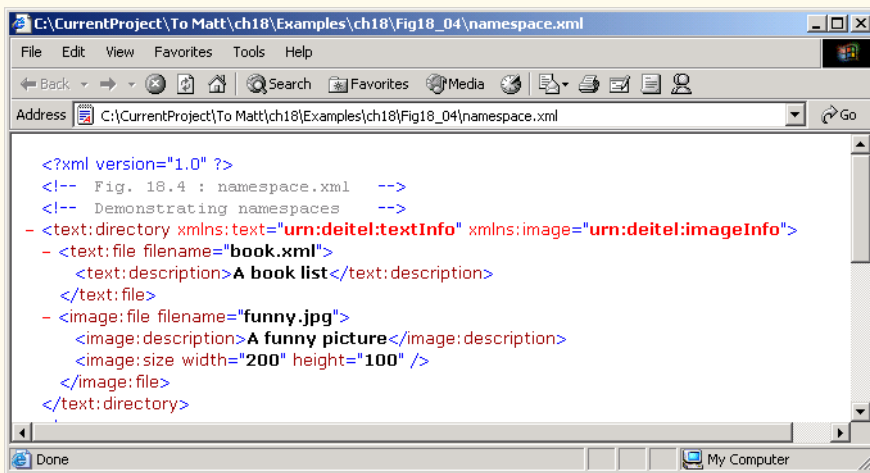 C:\CurrentProject\To Matt\ch18\Examples\ch18\Fig18_04\namespace.xml
File Edit View Favorites Tools Help
Back Search Favorites Media
Address C:\CurrentProject\To Matt\ch18\Examples\ch18\Fig18_04\namespace.xml Go
<?xml version="1.0" ?>
<!-- Fig. 18.4 : namespace.xml -->
<!-- Demonstrating namespaces -->
- <text:directory xmlns:text="urn:deitel:textInfo" xmlns:image="urn:deitel:imageInfo">
- <text:file filename="book.xml">
<text:description>A book list</text:description>
</text:file>
- <image:file filename="funny.jpg">
<image:description>A funny picture</image:description>
<image:size width="200" height="100" />
</image:file>
</text:directory>
Done My Computer